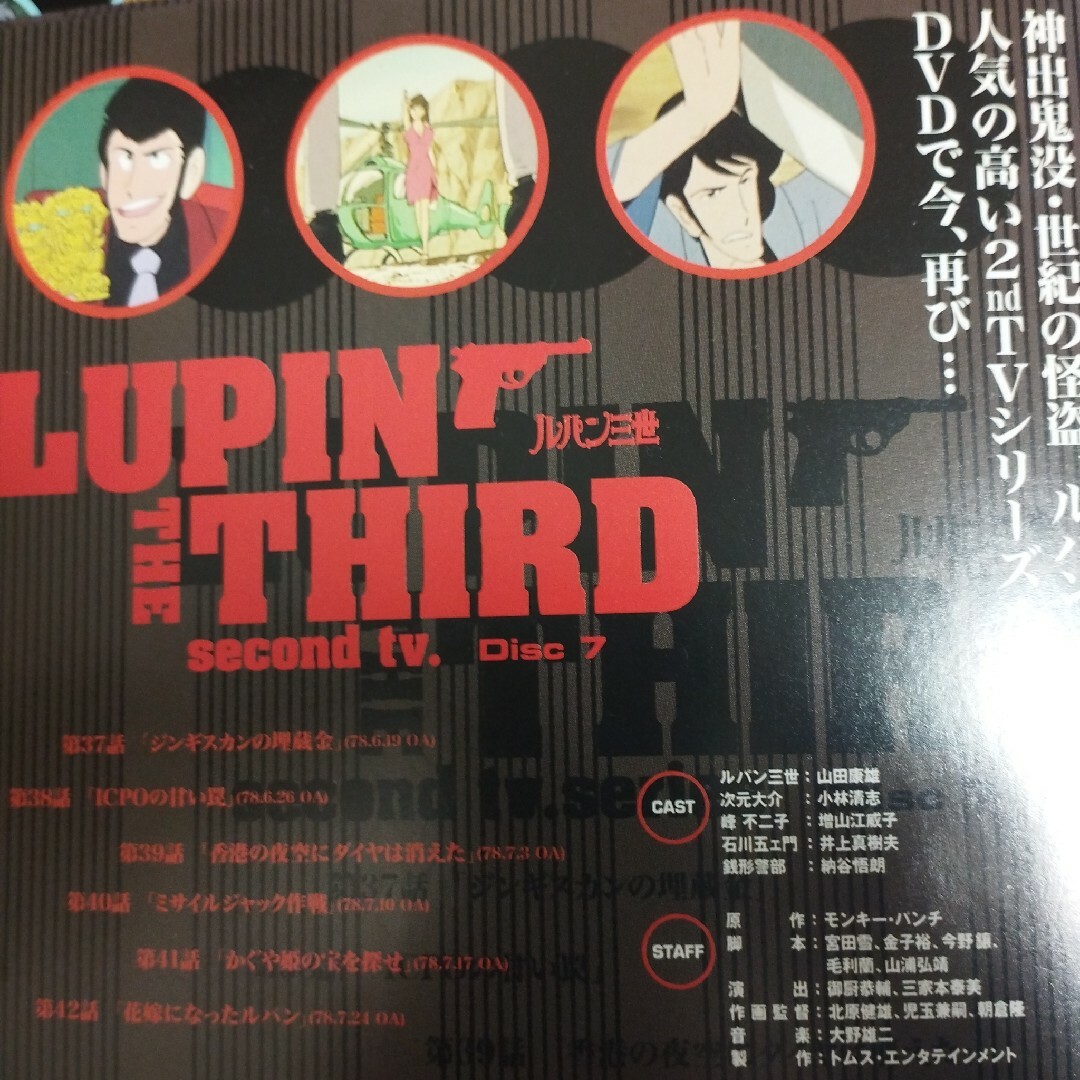 神出鬼没・世紀の怪盗 ルパン
人気の高い2ndTVシリーズ
DVDで今、再び…
LUPIN
ルパン三世
THE
THIRD
second tv. Disc 7
第37話 「ジンギスカンの埋蔵金」(78.6.19 OA)
第38話 「ICPOの甘い罠」(78.6.26 OA)
第39話 「香港の夜空にダイヤは消えた」(78.7.3 OA)
第40話 「ミサイルジャック作戦」(78.7.10 OA)
第41話 「かぐや姫の宝を探せ」(78.7.17 OA)
第42話 「花嫁になったルパン」(78.7.24 OA)
CAST
ルパン三世：山田康雄
次元大介：小林清志
峰 不二子：増山江威子
石川五ェ門：井上真樹夫
銭形警部：納谷悟朗
STAFF
原作：モンキー・パンチ
脚本：宮田雪、金子裕、今野譲、
毛利蘭、山浦弘靖
演出：御厨恭輔、三家本泰美
作画監督：北原健雄、児玉兼嗣、朝倉隆
音楽：大野雄二
製作：トムス・エンタテインメント